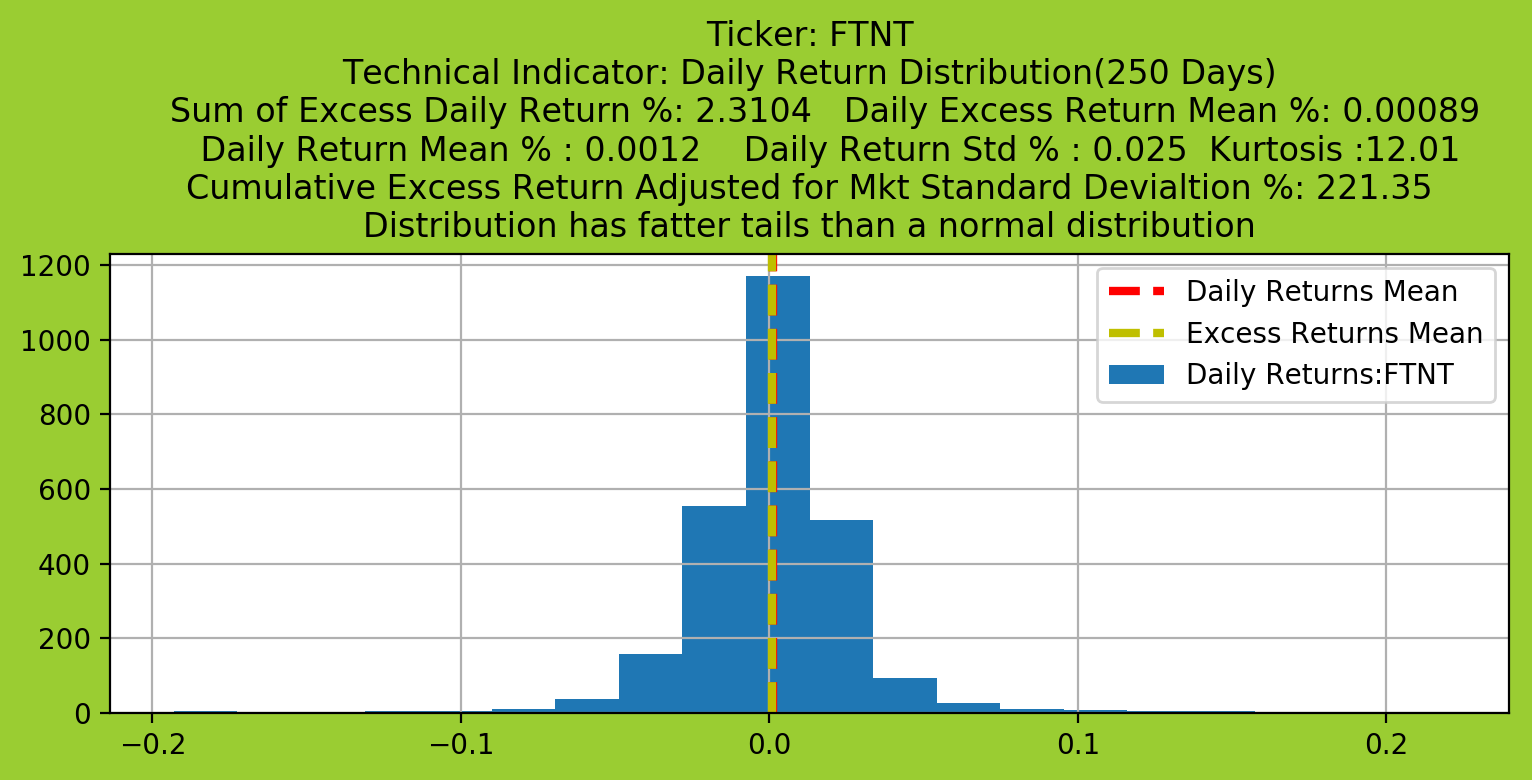 Ticker: FTNT
Technical Indicator: Daily Return Distribution(250 Days)
Sum of Excess Daily Return %: 2.3104   Daily Excess Return Mean %: 0.00089
Daily Return Mean % : 0.0012    Daily Return Std % : 0.025  Kurtosis :12.01
Cumulative Excess Return Adjusted for Mkt Standard Devialtion %: 221.35
Distribution has fatter tails than a normal distribution
1200
1000
800
600
400
200
0
Daily Returns Mean
Excess Returns Mean
Daily Returns:FTNT
−0.2
−0.1
0.0
0.1
0.2